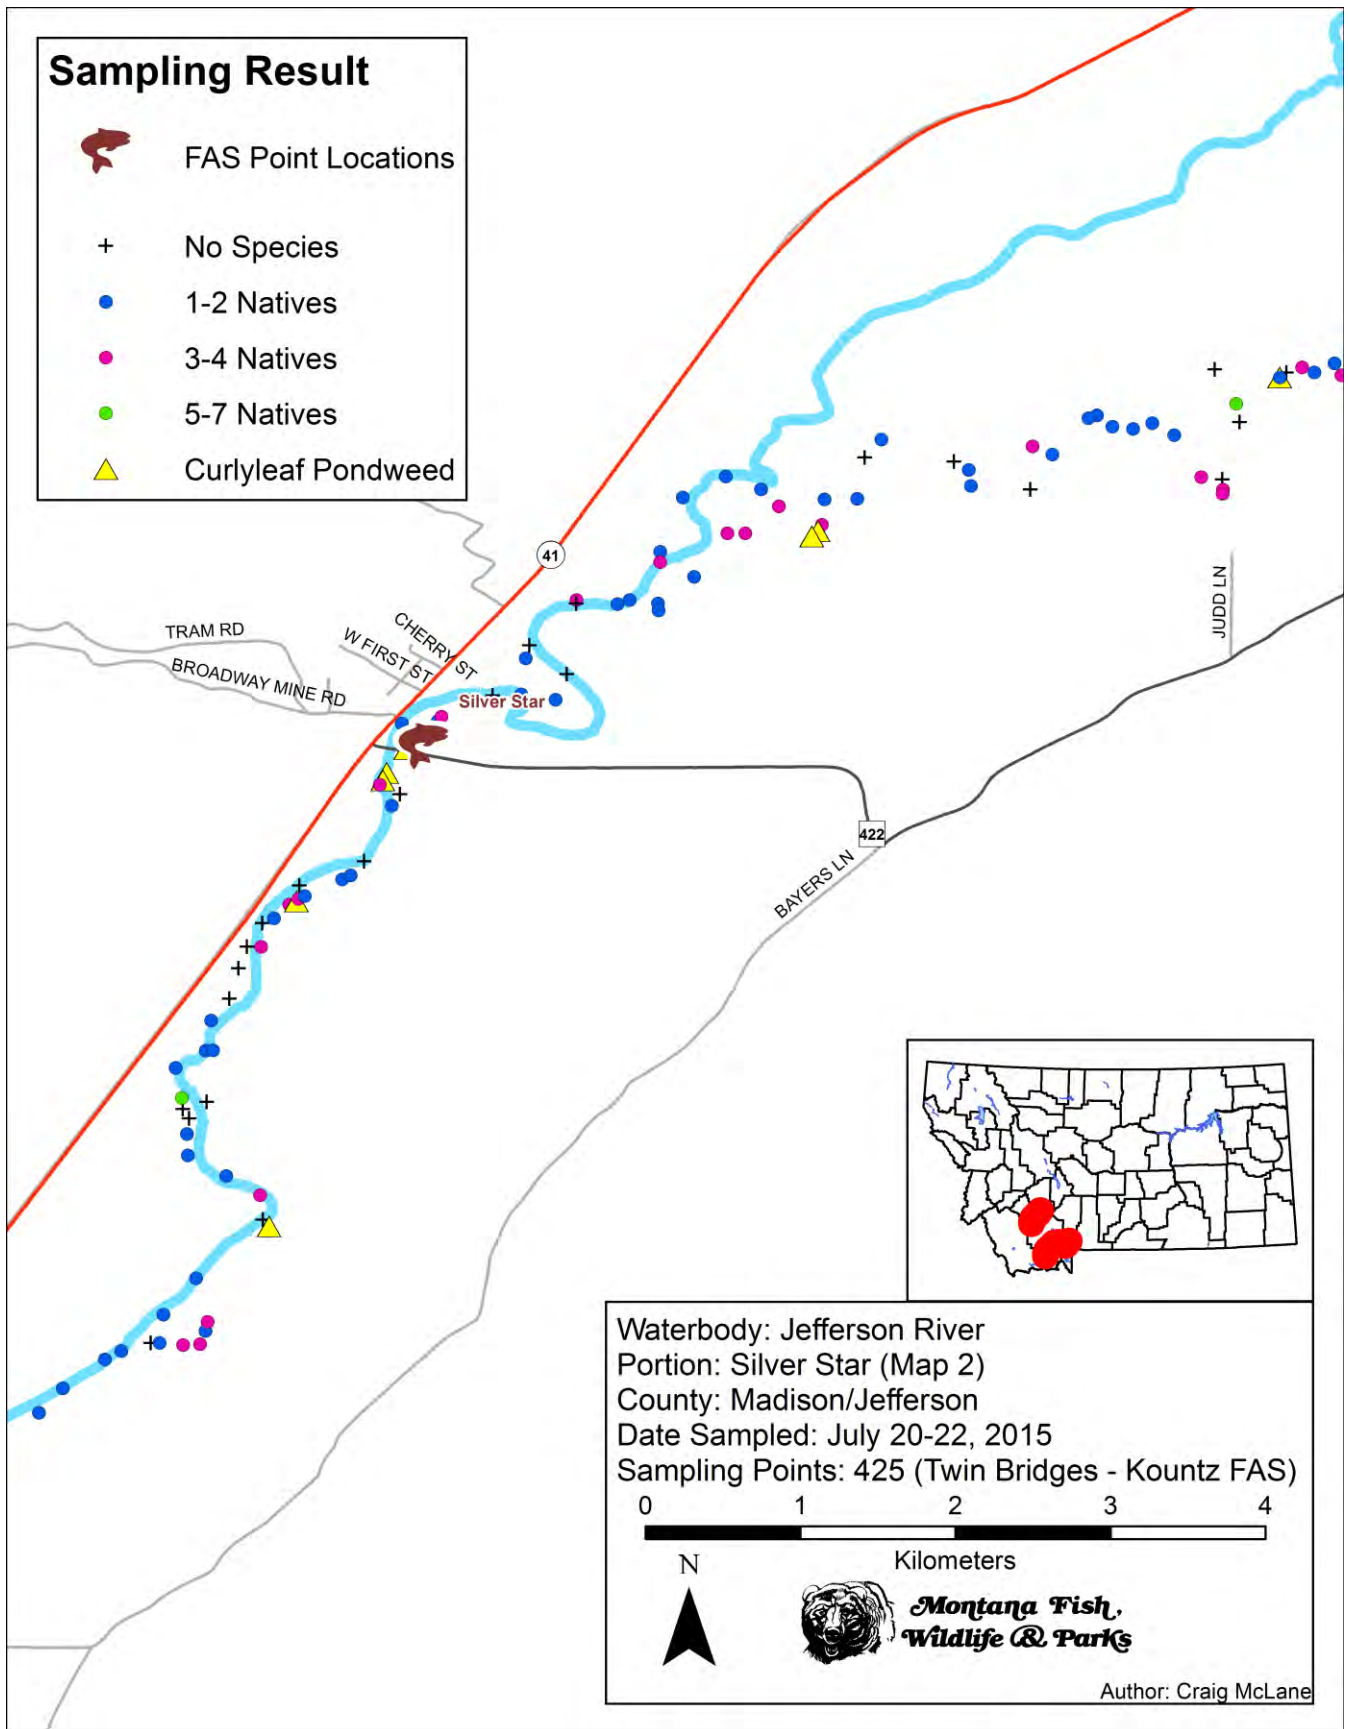 Sampling Result
FAS Point Locations
No Species
1-2 Natives
3-4 Natives
5-7 Natives
Curlyleaf Pondweed
41
TRAM RD
CHERRY ST
W FIRST ST
BROADWAY MINE RD
Silver Star
JUDD LN
422
BAYERS LN
Waterbody: Jefferson River
Portion: Silver Star (Map 2)
County: Madison/Jefferson
Date Sampled: July 20-22, 2015
Sampling Points: 425 (Twin Bridges - Kountz FAS)
0 1 2 3 4
Kilometers
N
Montana Fish,
Wildlife & Parks
Author: Craig McLane